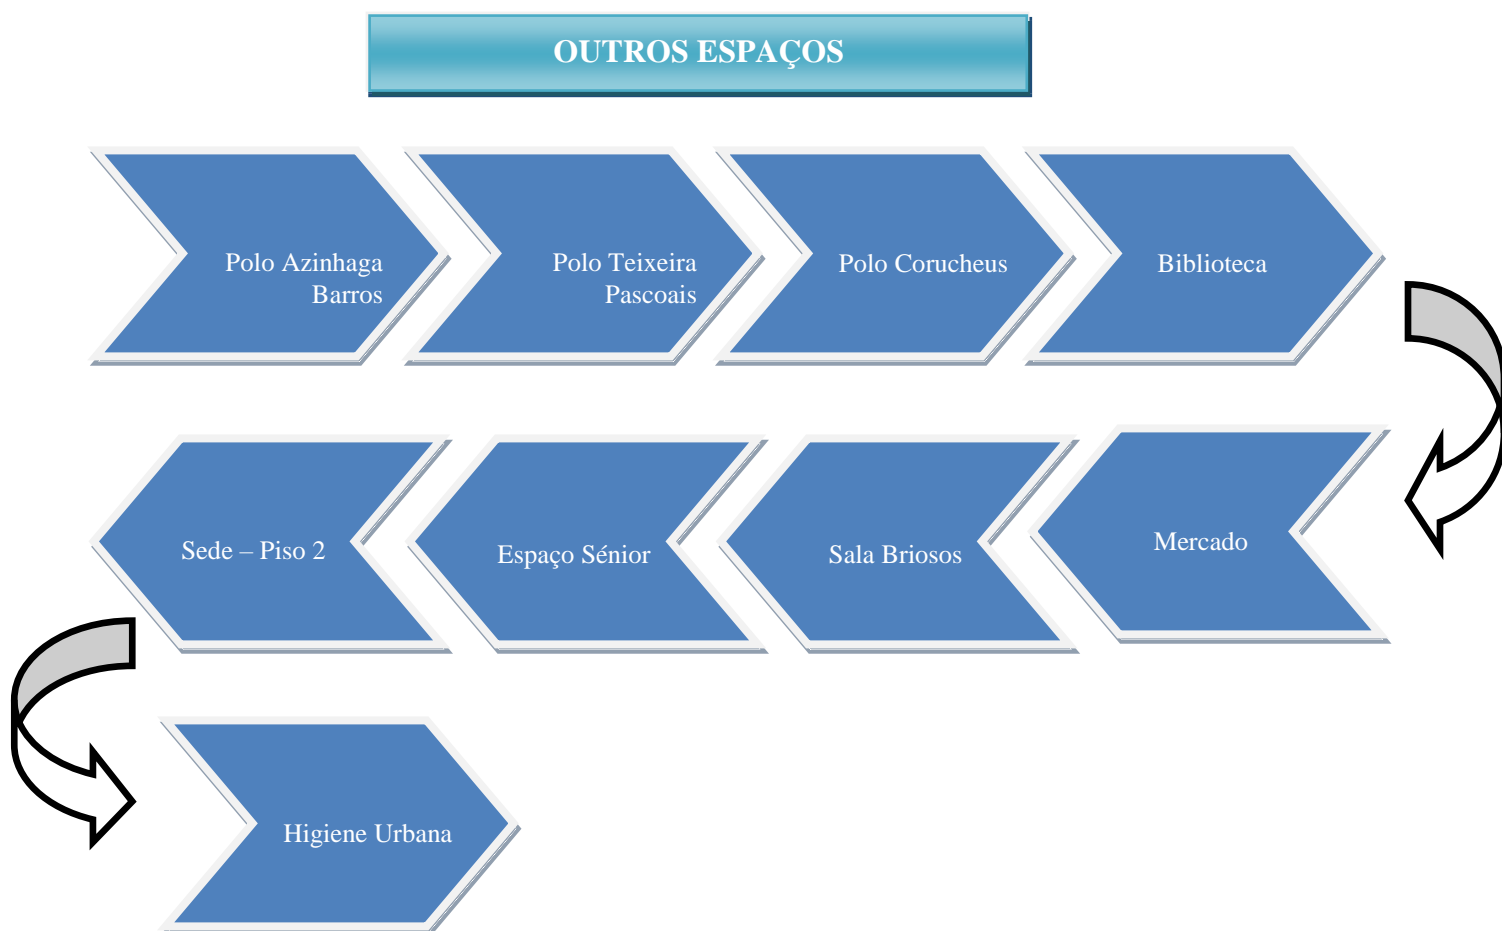 OUTROS ESPAÇOS
Polo Azinhaga
Barros
Polo Teixeira
Pascoais
Polo Corucheus
Biblioteca
Mercado
Sala Briosos
Espaço Sénior
Sede – Piso 2
Higiene Urbana